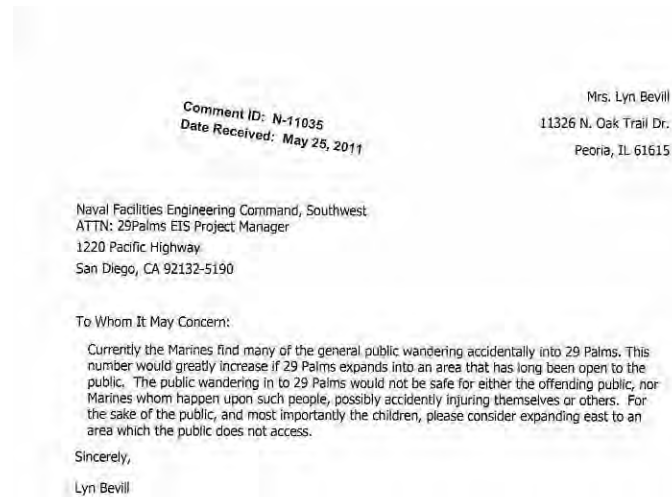 Mrs. Lyn Bevill
11326 N. Oak Trail Dr.
Peoria, IL 61615
Comment ID: N-11035
Date Received: May 25, 2011
Naval Facilities Engineering Command, Southwest
ATTN: 29Palms EIS Project Manager
1220 Pacific Highway
San Diego, CA 92132-5190
To Whom It May Concern:
Currently the Marines find many of the general public wandering accidentally into 29 Palms. This
number would greatly increase if 29 Palms expands into an area that has long been open to the
public. The public wandering in to 29 Palms would not be safe for either the offending public, nor
Marines whom happen upon such people, possibly accidently injuring themselves or others. For
the sake of the public, and most importantly the children, please consider expanding east to an
area which the public does not access.
Sincerely,
Lyn Bevill